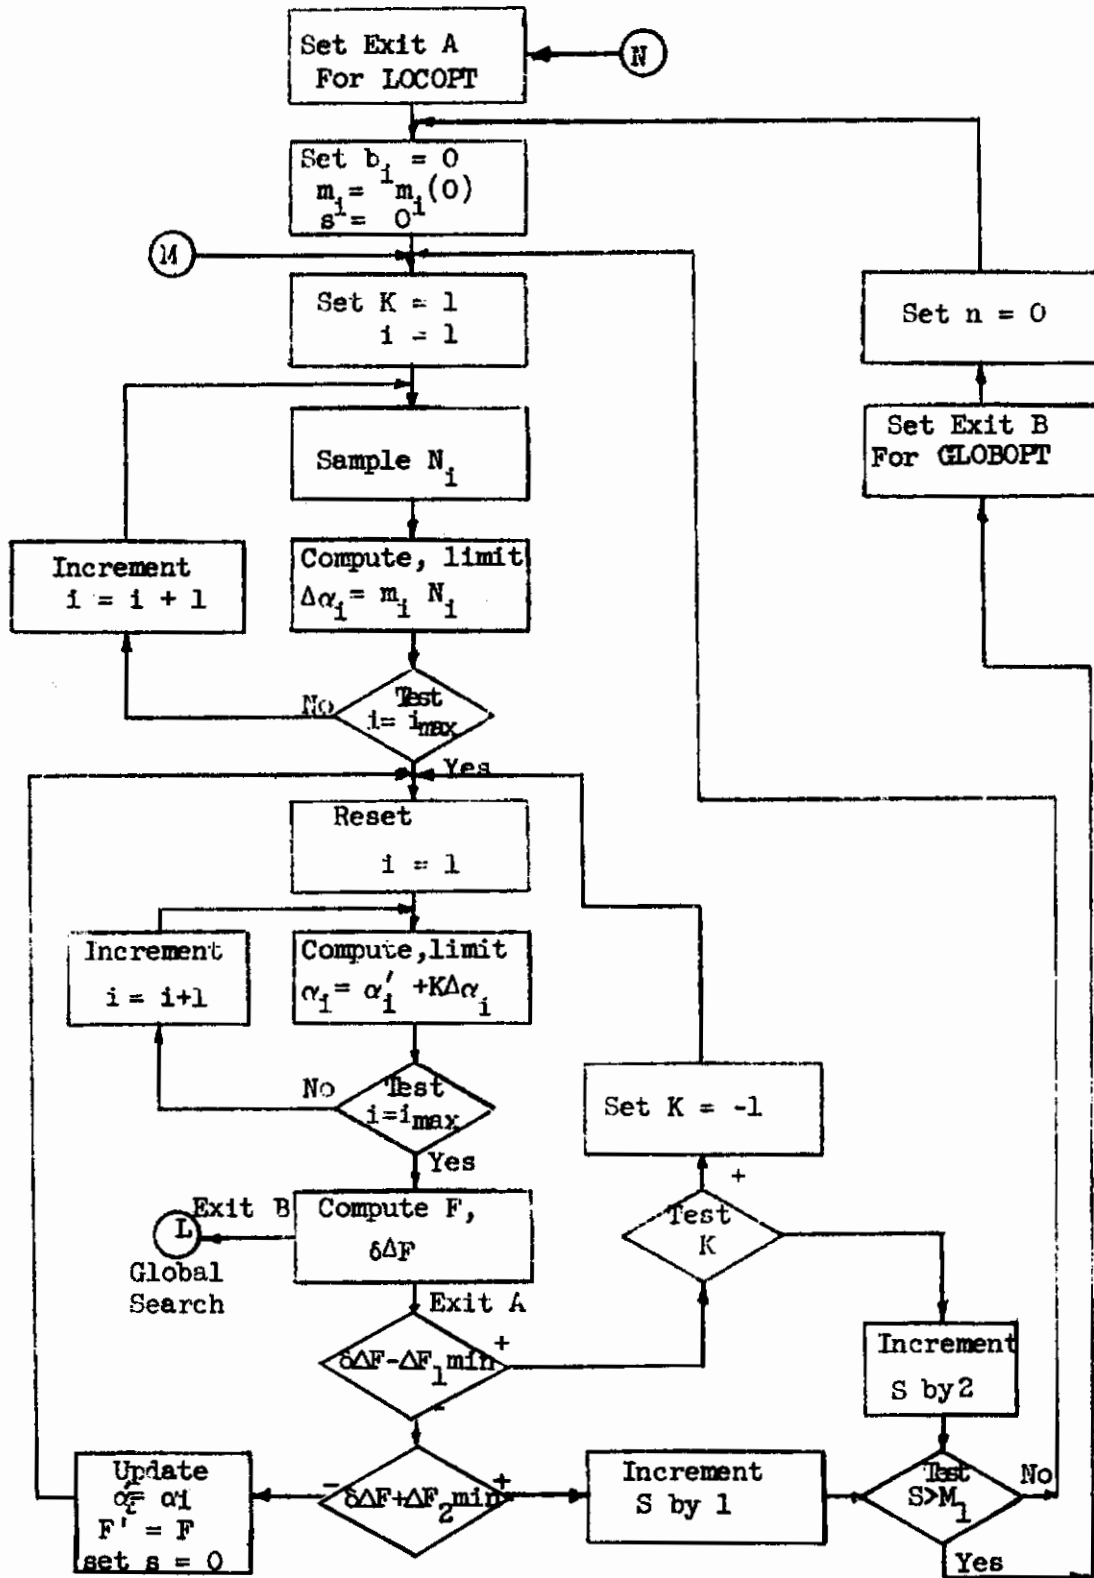 Set Exit A
For LOCOPT
N
Set b_i = 0
m_i = m_i(0)
s = 0
M
Set K = 1
i = 1
Set n = 0
Set Exit B
For GLOBOPT
Sample N_i
Increment
i = i + 1
Compute, limit
Δα_i = m_i N_i
No
Test
i = i_max
Yes
Reset
i = 1
Increment
i = i+1
Compute, limit
α_i = α_i' + KΔα_i
No
Test
i = i_max
Yes
Set K = -1
+
Test
K
Exit B
L
Global
Search
Compute F,
δΔF
Exit A
+
δΔF-ΔF_1 min
-
Increment
S by 2
Update
α_i' = α_i
F' = F
set s = 0
-
δΔF+ΔF_2 min
+
Increment
S by 1
Test
S>M_1
No
Yes